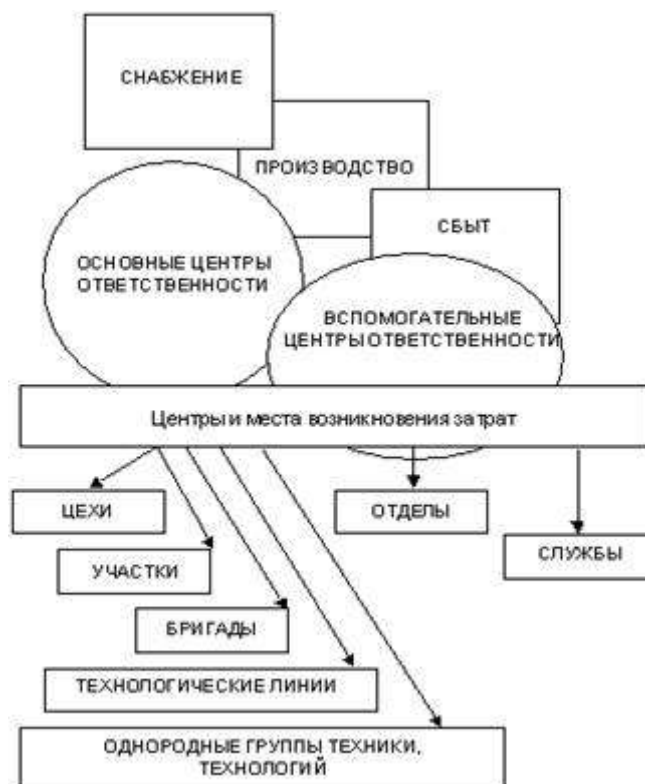 СНАБЖЕНИЕ
ПРОИЗВОДСТВО
СБЫТ
ОСНОВНЫЕ ЦЕНТРЫ
ОТВЕТСТВЕННОСТИ
ВСПОМОГАТЕЛЬНЫЕ
ЦЕНТРЫ ОТВЕТСТВЕННОСТИ
Центры и места возникновения затрат
ЦЕХИ
ОТДЕЛЫ
СЛУЖБЫ
УЧАСТКИ
БРИГАДЫ
ТЕХНОЛОГИЧЕСКИЕ ЛИНИИ
ОДНОРОДНЫЕ ГРУППЫ ТЕХНИКИ,
ТЕХНОЛОГИЙ